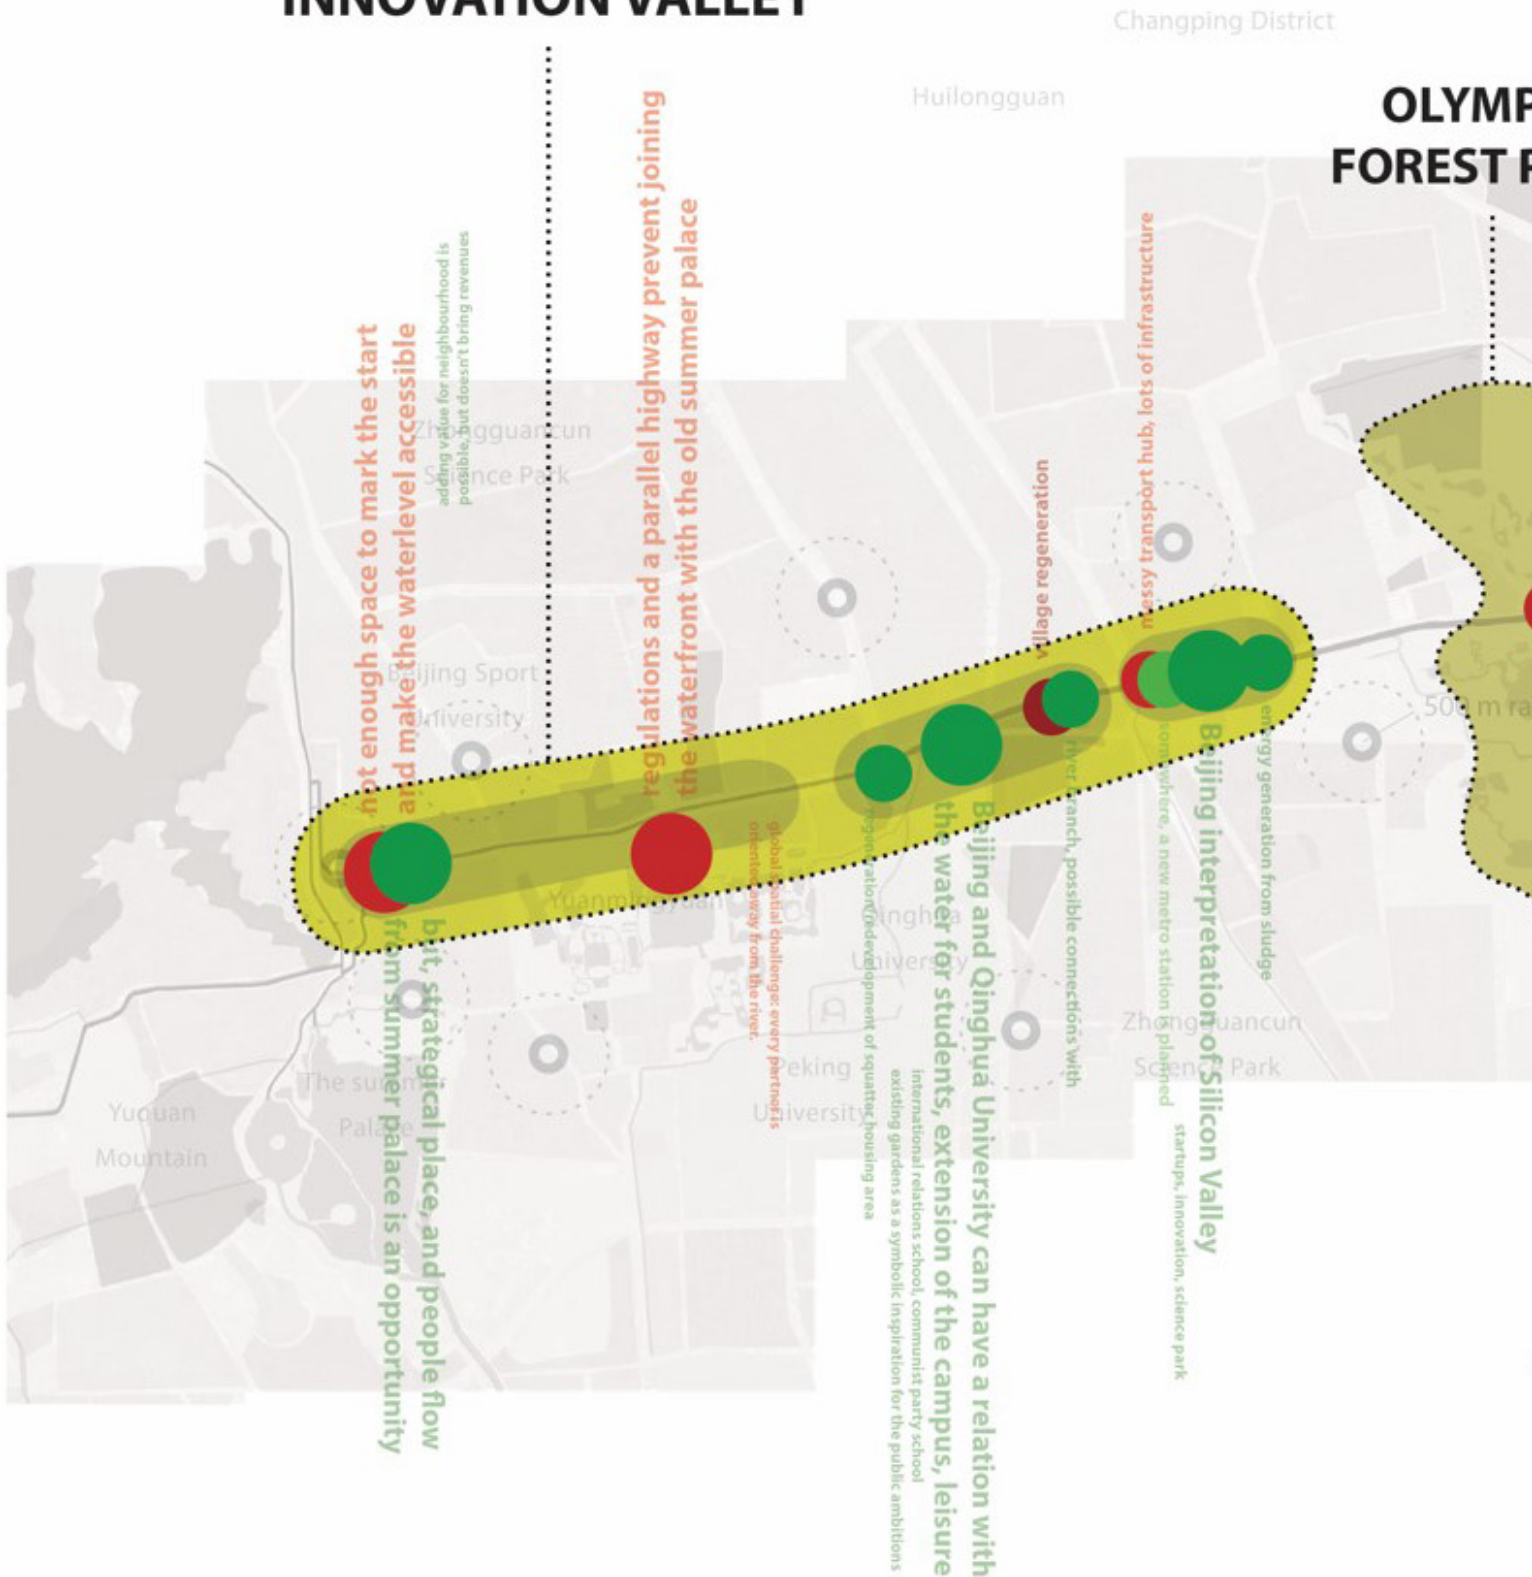 INNOVATION VALLEY
Changping District
Huilongguan
OLYMP
FOREST P
not enough space to mark the start
and make the waterlevel accessible
adding value for neighbourhood is
possible, but doesn't bring revenues
regulations and a parallel highway prevent joining
the waterfront with the old summer palace
village regeneration
messy transport hub, lots of infrastructure
Zhongguancun
Science Park
Beijing Sport
University
500 m ra
Yuanmingyuan
Qinghua
University
Zhongguancun
Science Park
Peking
University
The summer
Palace
Yuquan
Mountain
bait, strategical place, and people flow
from summer palace is an opportunity
global spatial challenge: every partner is
oriented away from the river.
regeneration/redevelopment of squatter housing area
Beijing and Qinghua University can have a relation with
the water for students, extension of the campus, leisure
international relations school, communist party school
existing gardens as a symbolic inspiration for the public ambitions
river branch, possible connections with
somewhere, a new metro station is planned
Beijing interpretation of Silicon Valley
startups, innovation, science park
energy generation from sludge